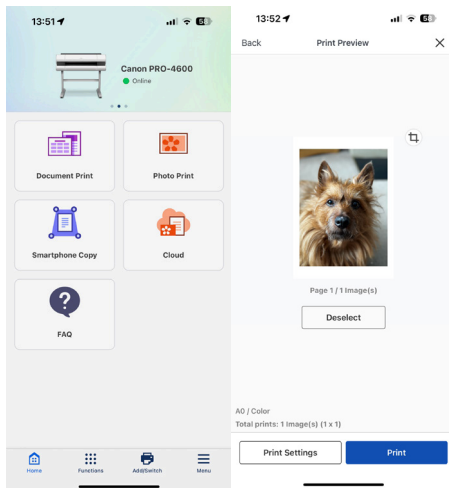 13:51
Canon PRO-4600
Online
Document Print
Photo Print
Smartphone Copy
Cloud
?
FAQ
Home
Functions
Add/Switch
Menu
13:52
Back
Print Preview
Page 1 / 1 Image(s)
Deselect
A0 / Color
Total prints: 1 Image(s) (1 x 1)
Print Settings
Print